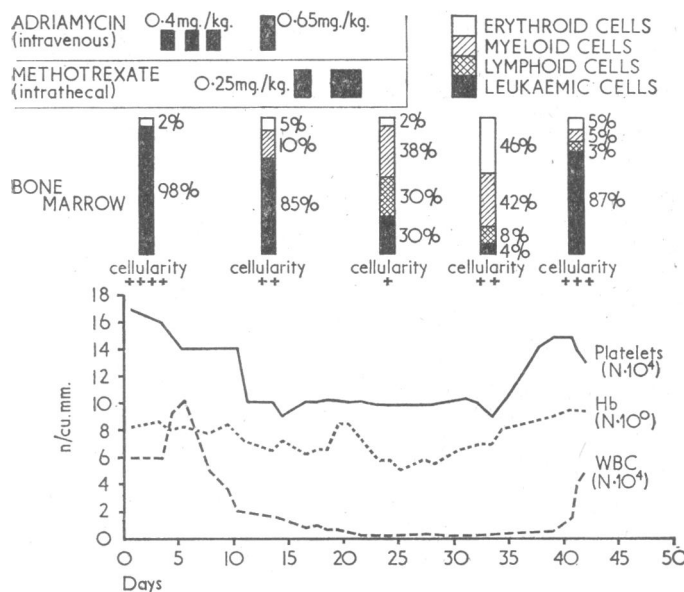 ADRIAMYCIN 0·4mg./kg. 0·65mg/kg.
(intravenous)
METHOTREXATE
(intrathecal) 0·25mg./kg.
ERYTHROID CELLS
MYELOID CELLS
LYMPHOID CELLS
LEUKAEMIC CELLS
BONE
MARROW
2%
98%
cellularity
++++
5%
10%
85%
cellularity
++
2%
38%
30%
30%
cellularity
+
46%
42%
8%
4%
cellularity
++
5%
5%
3%
87%
cellularity
+++
n/cu.mm.
18
16
14
12
10
8
6
4
2
0
Platelets
(N·10⁴)
Hb
(N·10⁰)
WBC
(N·10⁴)
0 5 10 15 20 25 30 35 40 45 50
Days